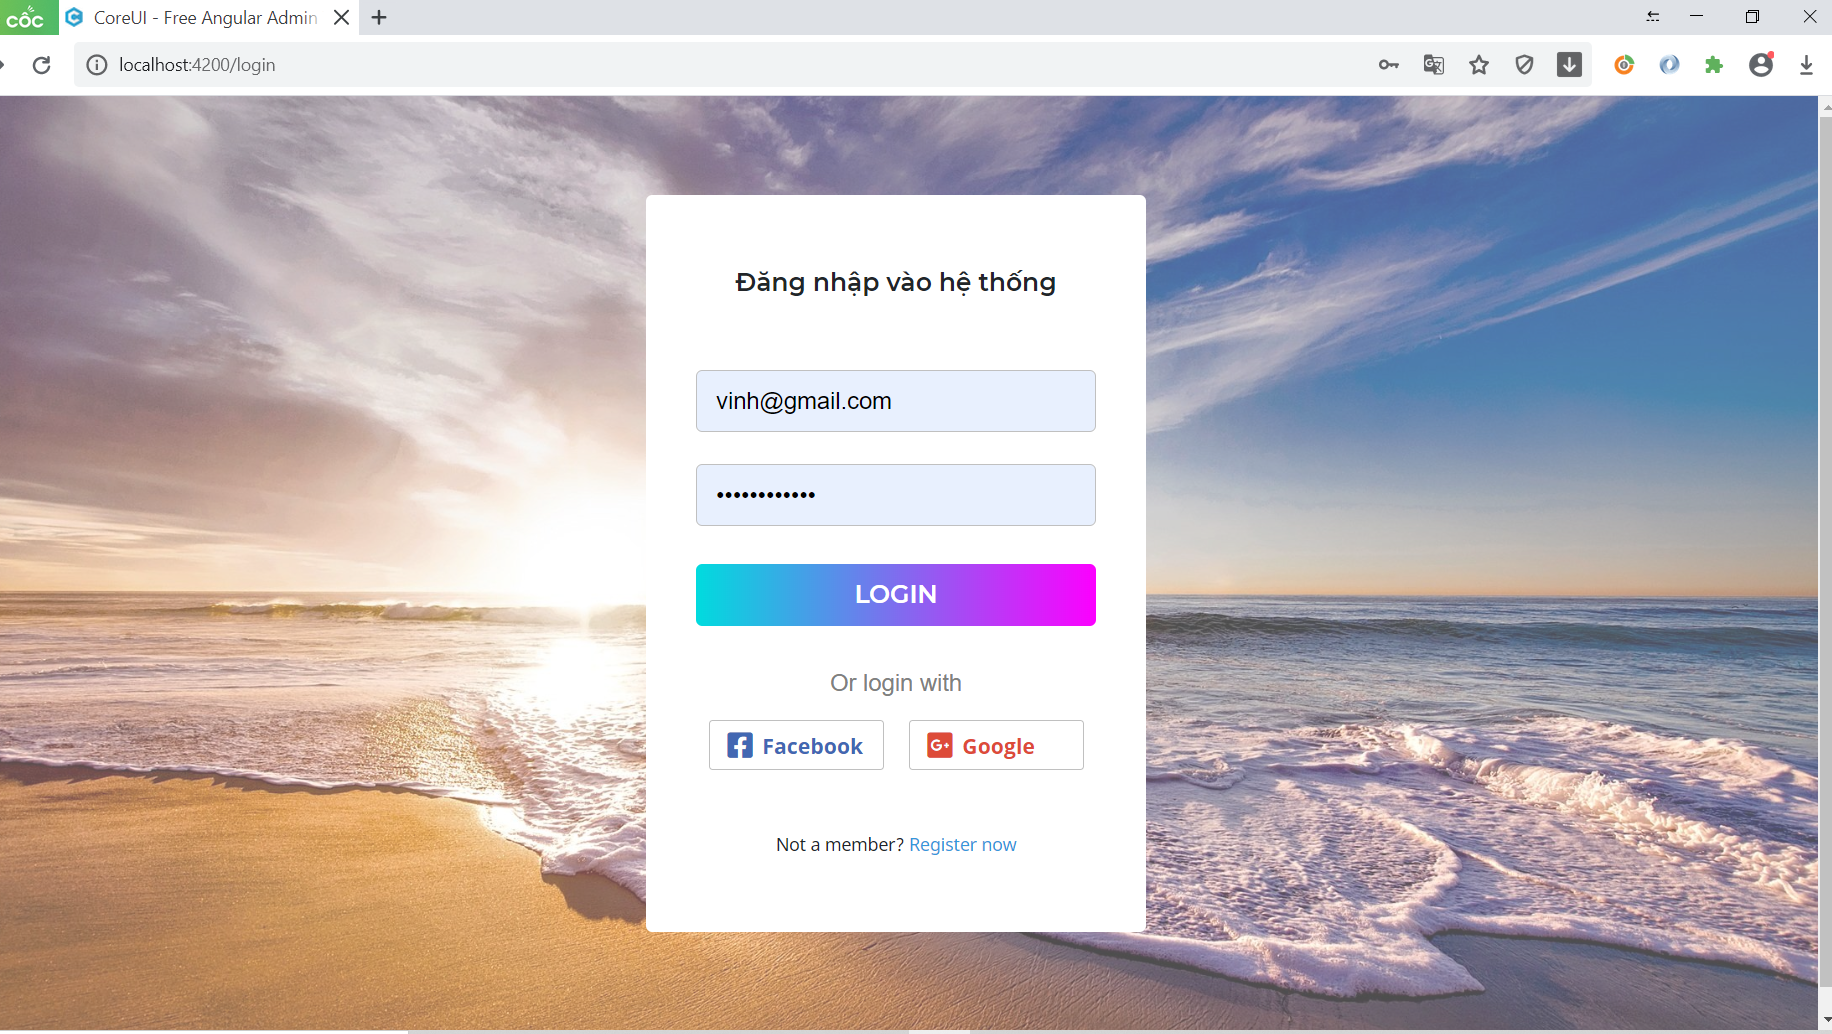 CỐC
CoreUI - Free Angular Admin
localhost:4200/login
Đăng nhập vào hệ thống
vinh@gmail.com
••••••••••••
LOGIN
Or login with
Facebook
G+ Google
Not a member? Register now